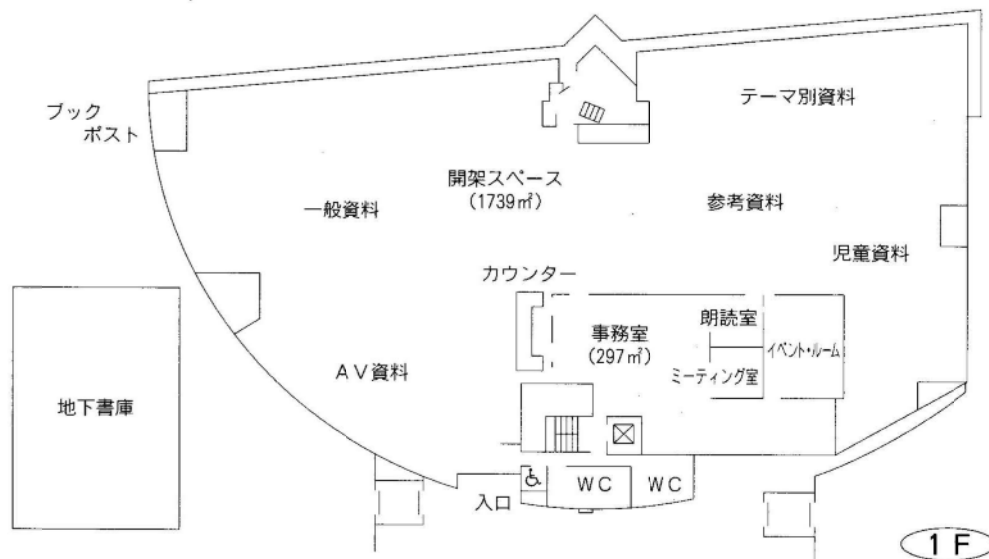 テーマ別資料
ブック
ポスト
開架スペース
(1739㎡)
一般資料
参考資料
児童資料
カウンター
事務室
(297㎡)
朗読室
イベント・ルーム
ミーティング室
AV資料
地下書庫
WC
WC
入口
1F